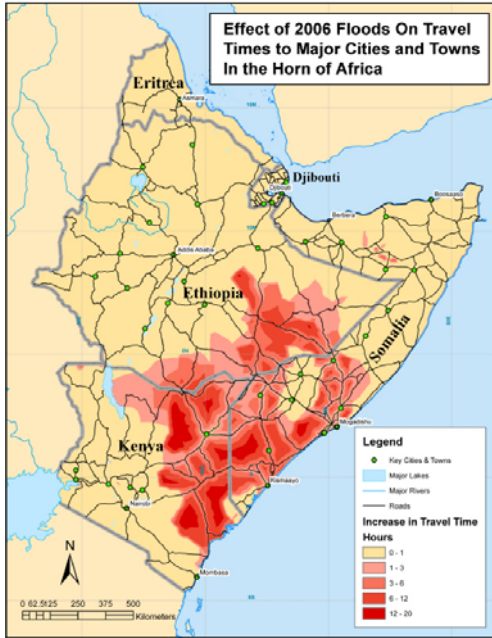 Effect of 2006 Floods On Travel
Times to Major Cities and Towns
In the Horn of Africa
Eritrea
Asmara
Djibouti
Djibouti
Boosaaso
Berbera
Addis Ababa
Ethiopia
Somalia
Mogadishu
Kenya
Kismaayo
Nairobi
Mombasa
N
0 62.5125 250 375 500
Kilometers
Legend
Key Cities & Towns
Major Lakes
Major Rivers
Roads
Increase in Travel Time
Hours
0 - 1
1 - 3
3 - 6
6 - 12
12 - 20